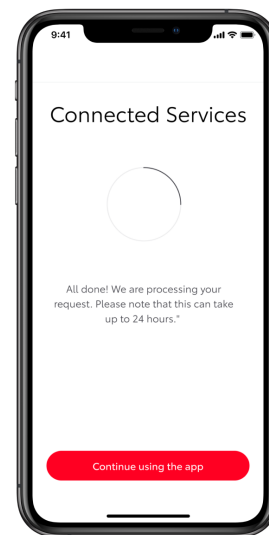 9:41
Connected Services
All done! We are processing your
request. Please note that this can take
up to 24 hours."
Continue using the app